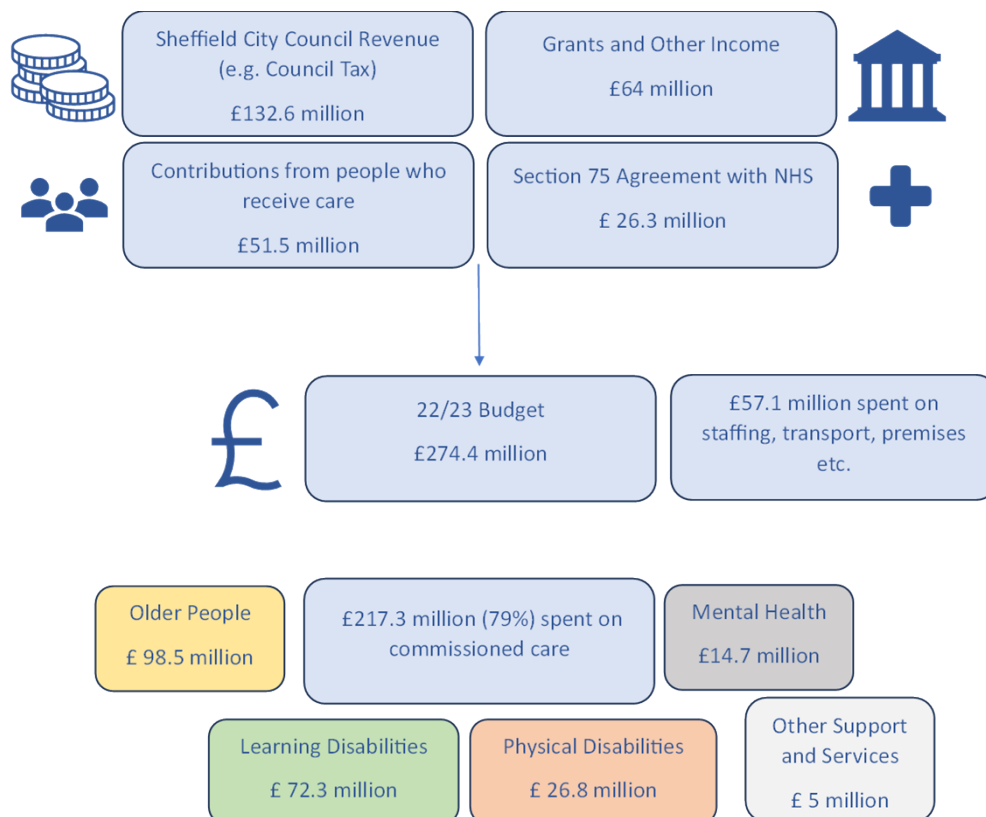 Sheffield City Council Revenue
(e.g. Council Tax)
£132.6 million
Grants and Other Income
£64 million
Contributions from people who
receive care
£51.5 million
Section 75 Agreement with NHS
£ 26.3 million
22/23 Budget
£274.4 million
£57.1 million spent on
staffing, transport, premises
etc.
Older People
£ 98.5 million
£217.3 million (79%) spent on
commissioned care
Mental Health
£14.7 million
Learning Disabilities
£ 72.3 million
Physical Disabilities
£ 26.8 million
Other Support
and Services
£ 5 million